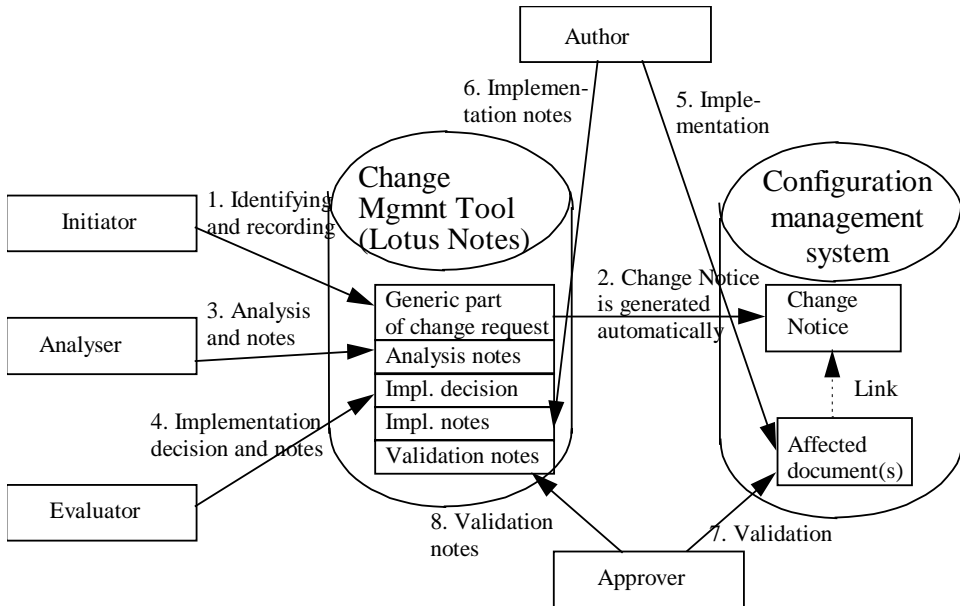 Author
6. Implemen-
tation notes
5. Imple-
mentation
Change
Mgmnt Tool
(Lotus Notes)
Configuration
management
system
Initiator
1. Identifying
and recording
Generic part
of change request
2. Change Notice
is generated
automatically
Change
Notice
Analyser
3. Analysis
and notes
Analysis notes
Impl. decision
Impl. notes
Validation notes
Link
4. Implementation
decision and notes
Affected
document(s)
Evaluator
8. Validation
notes
7. Validation
Approver